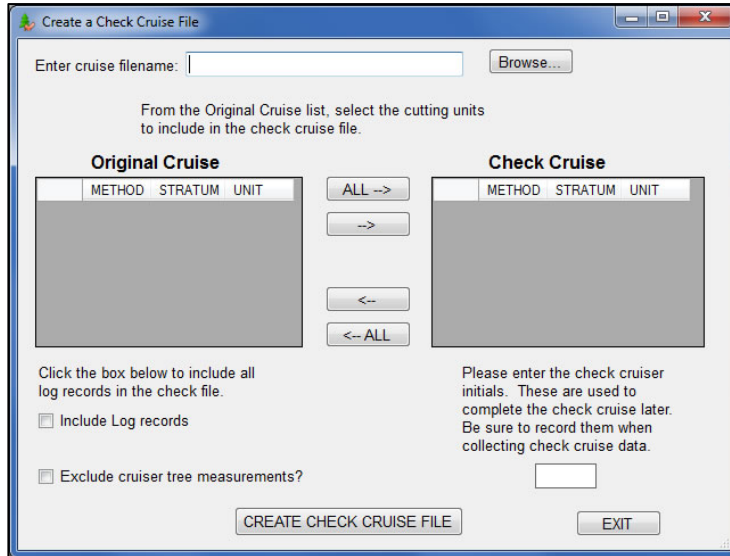 Create a Check Cruise File
Enter cruise filename:
Browse...
From the Original Cruise list, select the cutting units
to include in the check cruise file.
Original Cruise
Check Cruise
METHOD STRATUM UNIT
ALL -->
METHOD STRATUM UNIT
-->
<--
<-- ALL
Click the box below to include all
log records in the check file.
Include Log records
Please enter the check cruiser
initials. These are used to
complete the check cruise later.
Be sure to record them when
collecting check cruise data.
Exclude cruiser tree measurements?
CREATE CHECK CRUISE FILE
EXIT